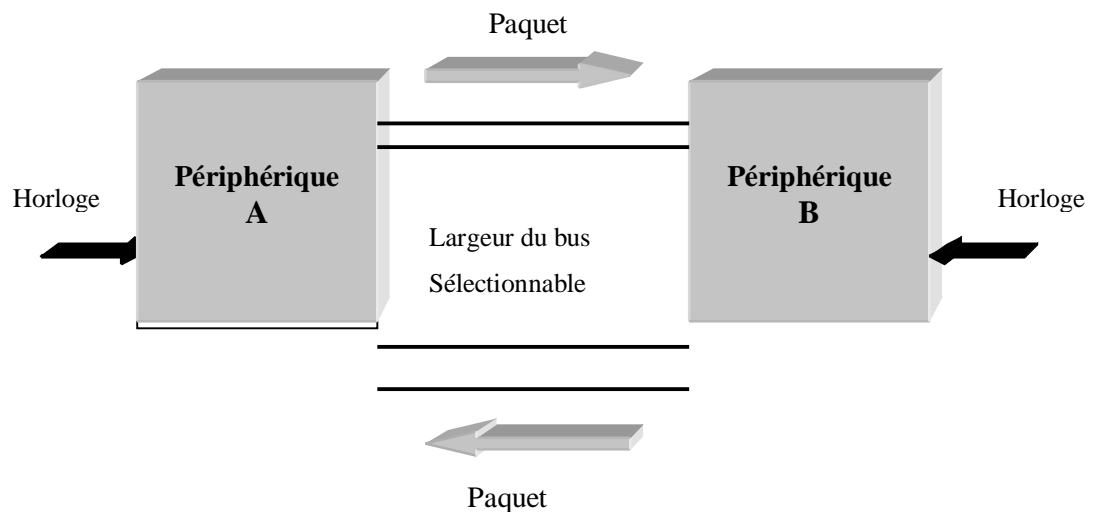 Paquet
Périphérique
A
Périphérique
B
Horloge
Horloge
Largeur du bus
Sélectionnable
Paquet